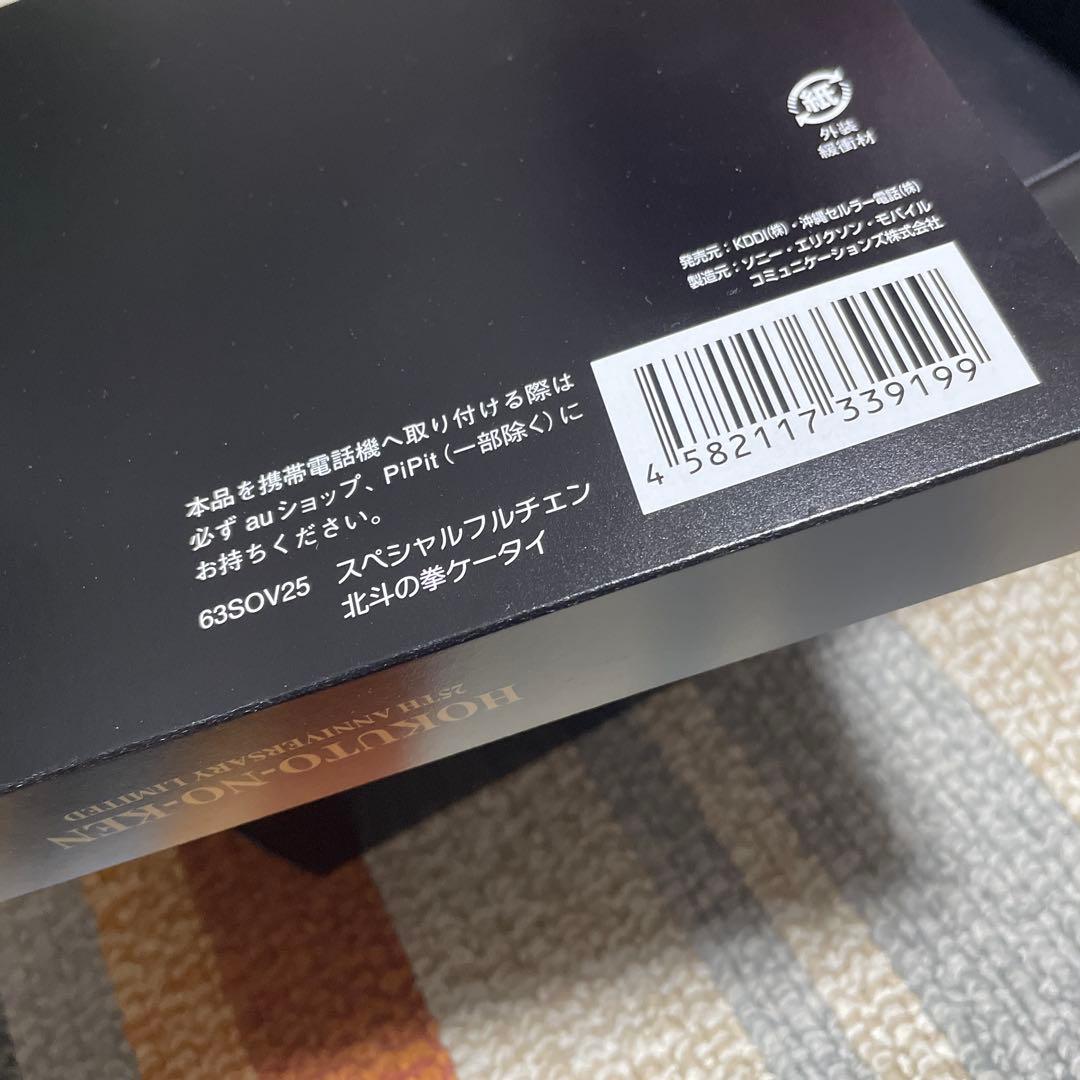 紙
外装
緩衝材
発売元：KDDI(株)・沖縄セルラー電話(株)
製造元：ソニー・エリクソン・モバイル
コミュニケーションズ株式会社
4 582117 339199
本品を携帯電話機へ取り付ける際は
必ず auショップ、PiPit（一部除く）に
お持ちください。
63SOV25 スペシャルフルチェン
北斗の拳ケータイ
HOKUTO-NO-KEN
25TH ANNIVERSARY LIMITED